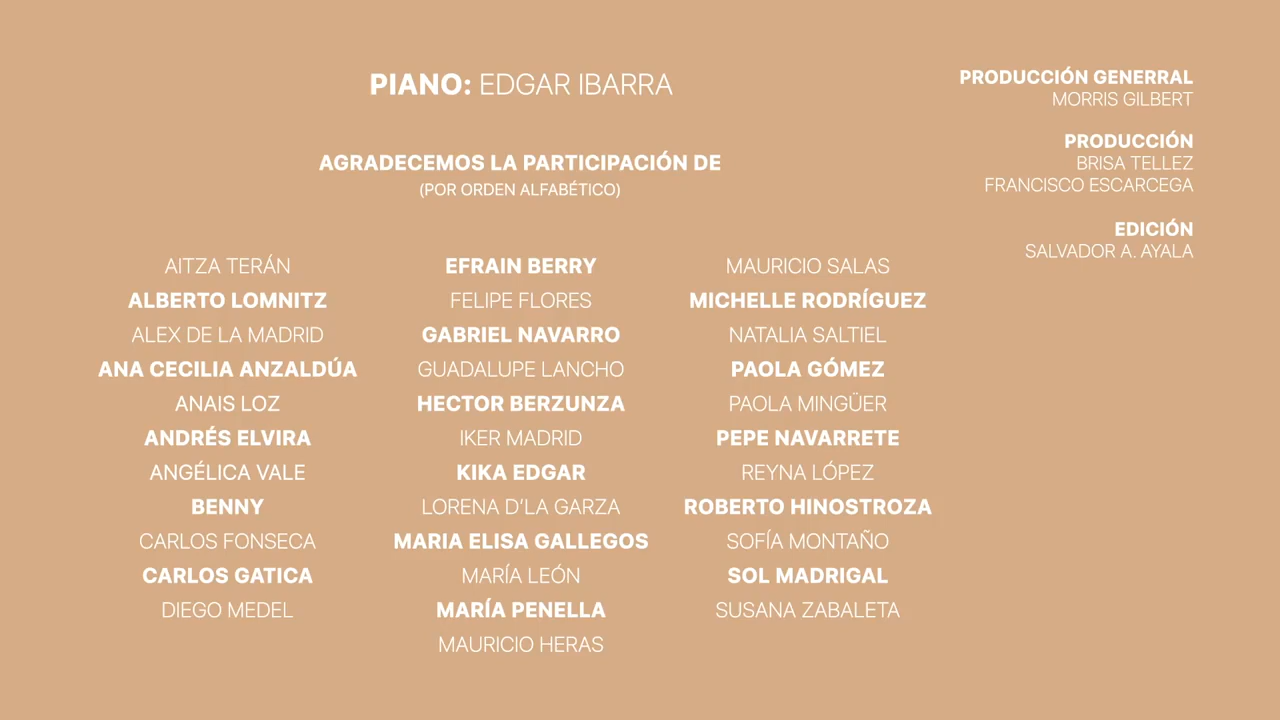 PIANO: EDGAR IBARRA
AGRADECEMOS LA PARTICIPACIÓN DE
(POR ORDEN ALFABÉTICO)
AITZA TERÁN
ALBERTO LOMNITZ
ALEX DE LA MADRID
ANA CECILIA ANZALDÚA
ANAIS LOZ
ANDRÉS ELVIRA
ANGÉLICA VALE
BENNY
CARLOS FONSECA
CARLOS GATICA
DIEGO MEDEL
EFRAIN BERRY
FELIPE FLORES
GABRIEL NAVARRO
GUADALUPE LANCHO
HECTOR BERZUNZA
IKER MADRID
KIKA EDGAR
LORENA D'LA GARZA
MARIA ELISA GALLEGOS
MARÍA LEÓN
MARÍA PENELLA
MAURICIO HERAS
MAURICIO SALAS
MICHELLE RODRÍGUEZ
NATALIA SALTIEL
PAOLA GÓMEZ
PAOLA MINGÜER
PEPE NAVARRETE
REYNA LÓPEZ
ROBERTO HINOSTROZA
SOFÍA MONTAÑO
SOL MADRIGAL
SUSANA ZABALETA
PRODUCCIÓN GENERRAL
MORRIS GILBERT
PRODUCCIÓN
BRISA TELLEZ
FRANCISCO ESCARCEGA
EDICIÓN
SALVADOR A. AYALA